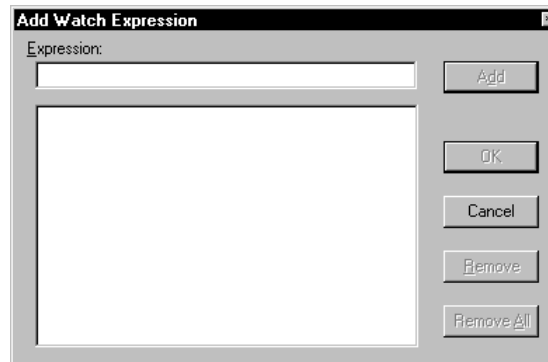 Add Watch Expression
Expression:
Add
OK
Cancel
Remove
Remove All